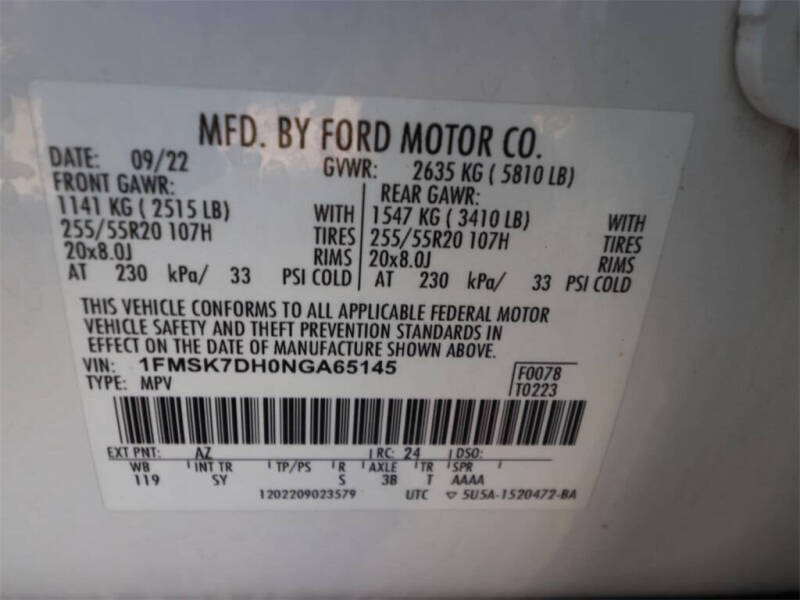 MFD. BY FORD MOTOR CO.
DATE: 09/22 GVWR: 2635 KG ( 5810 LB)
FRONT GAWR: REAR GAWR:
1141 KG ( 2515 LB) WITH 1547 KG ( 3410 LB) WITH
255/55R20 107H TIRES 255/55R20 107H TIRES
20x8.0J RIMS 20x8.0J RIMS
AT 230 kPa/ 33 PSI COLD AT 230 kPa/ 33 PSI COLD
THIS VEHICLE CONFORMS TO ALL APPLICABLE FEDERAL MOTOR
VEHICLE SAFETY AND THEFT PREVENTION STANDARDS IN
EFFECT ON THE DATE OF MANUFACTURE SHOWN ABOVE.
VIN: 1FMSK7DH0NGA65145 F0078
TYPE: MPV T0223
EXT PNT: AZ RC: 24 DSO:
WB INT TR TP/PS R AXLE TR SPR
119 SY S 3B T AAAA
1202209023579 UTC 5U5A-1520472-BA